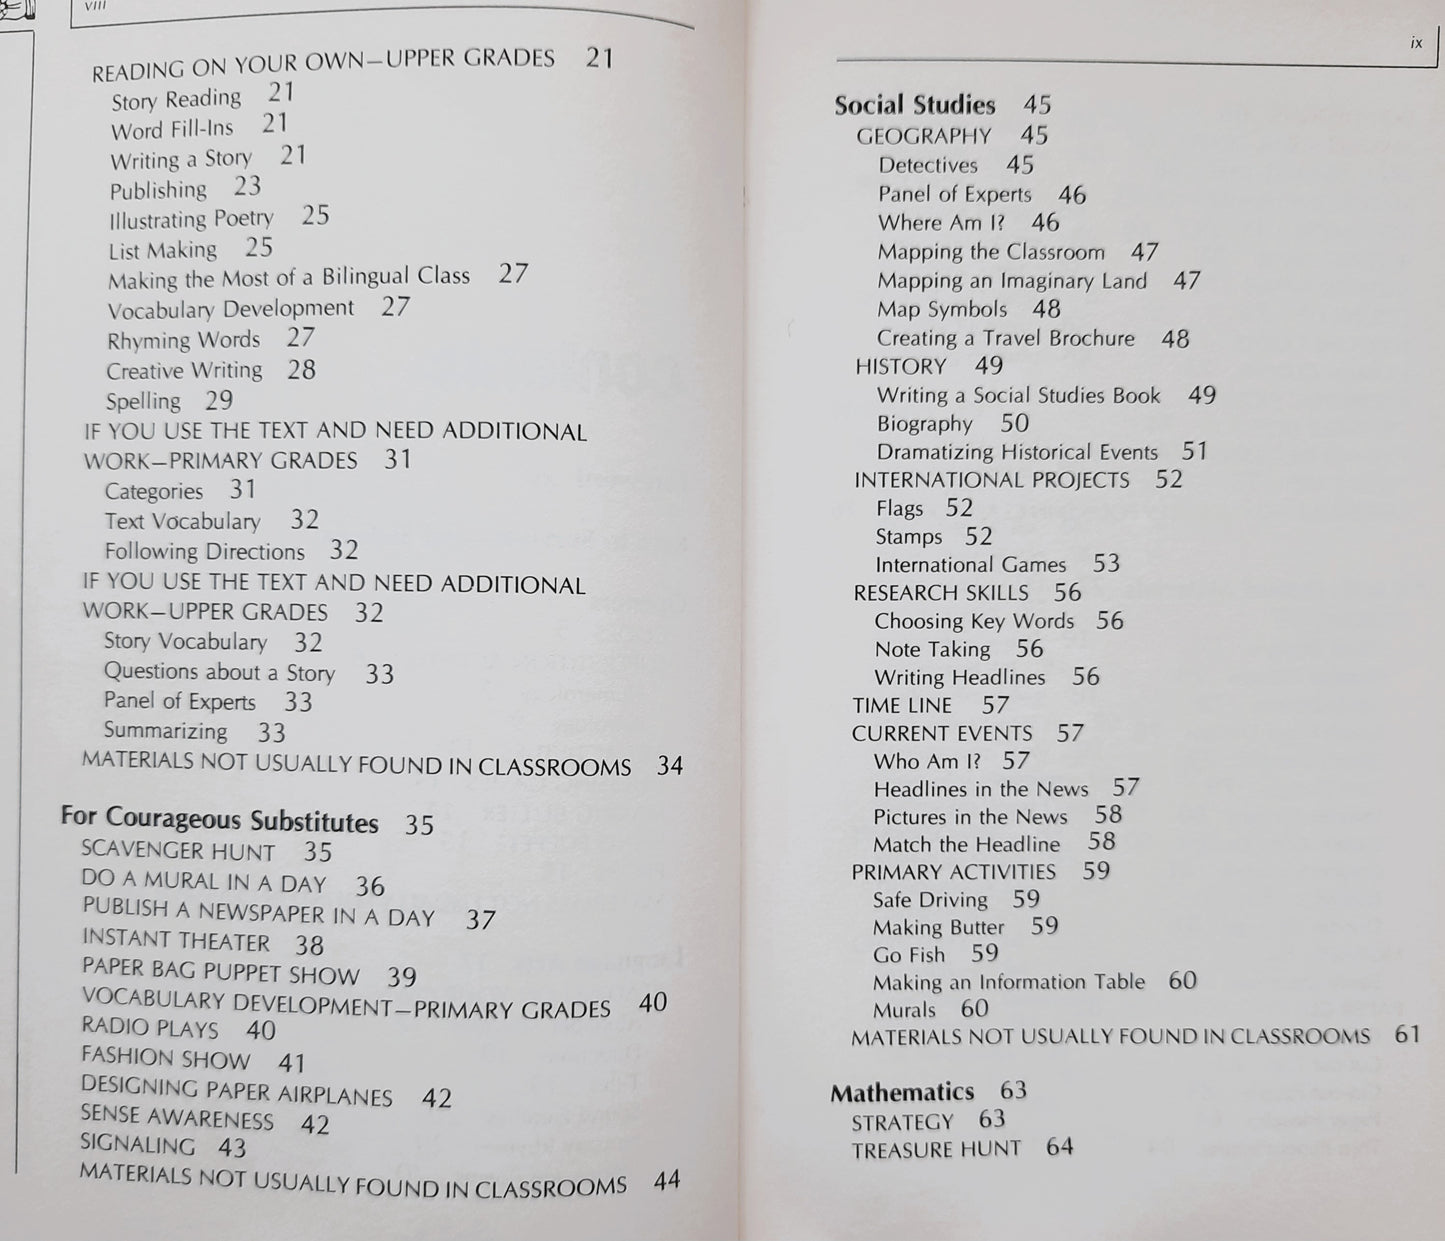 viii
READING ON YOUR OWN—UPPER GRADES 21
Story Reading 21
Word Fill-Ins 21
Writing a Story 21
Publishing 23
Illustrating Poetry 25
List Making 25
Making the Most of a Bilingual Class 27
Vocabulary Development 27
Rhyming Words 27
Creative Writing 28
Spelling 29
IF YOU USE THE TEXT AND NEED ADDITIONAL
WORK—PRIMARY GRADES 31
Categories 31
Text Vocabulary 32
Following Directions 32
IF YOU USE THE TEXT AND NEED ADDITIONAL
WORK—UPPER GRADES 32
Story Vocabulary 32
Questions about a Story 33
Panel of Experts 33
Summarizing 33
MATERIALS NOT USUALLY FOUND IN CLASSROOMS 34
For Courageous Substitutes 35
SCAVENGER HUNT 35
DO A MURAL IN A DAY 36
PUBLISH A NEWSPAPER IN A DAY 37
INSTANT THEATER 38
PAPER BAG PUPPET SHOW 39
VOCABULARY DEVELOPMENT—PRIMARY GRADES 40
RADIO PLAYS 40
FASHION SHOW 41
DESIGNING PAPER AIRPLANES 42
SENSE AWARENESS 42
SIGNALING 43
MATERIALS NOT USUALLY FOUND IN CLASSROOMS 44
ix
Social Studies 45
GEOGRAPHY 45
Detectives 45
Panel of Experts 46
Where Am I? 46
Mapping the Classroom 47
Mapping an Imaginary Land 47
Map Symbols 48
Creating a Travel Brochure 48
HISTORY 49
Writing a Social Studies Book 49
Biography 50
Dramatizing Historical Events 51
INTERNATIONAL PROJECTS 52
Flags 52
Stamps 52
International Games 53
RESEARCH SKILLS 56
Choosing Key Words 56
Note Taking 56
Writing Headlines 56
TIME LINE 57
CURRENT EVENTS 57
Who Am I? 57
Headlines in the News 57
Pictures in the News 58
Match the Headline 58
PRIMARY ACTIVITIES 59
Safe Driving 59
Making Butter 59
Go Fish 59
Making an Information Table 60
Murals 60
MATERIALS NOT USUALLY FOUND IN CLASSROOMS 61
Mathematics 63
STRATEGY 63
TREASURE HUNT 64